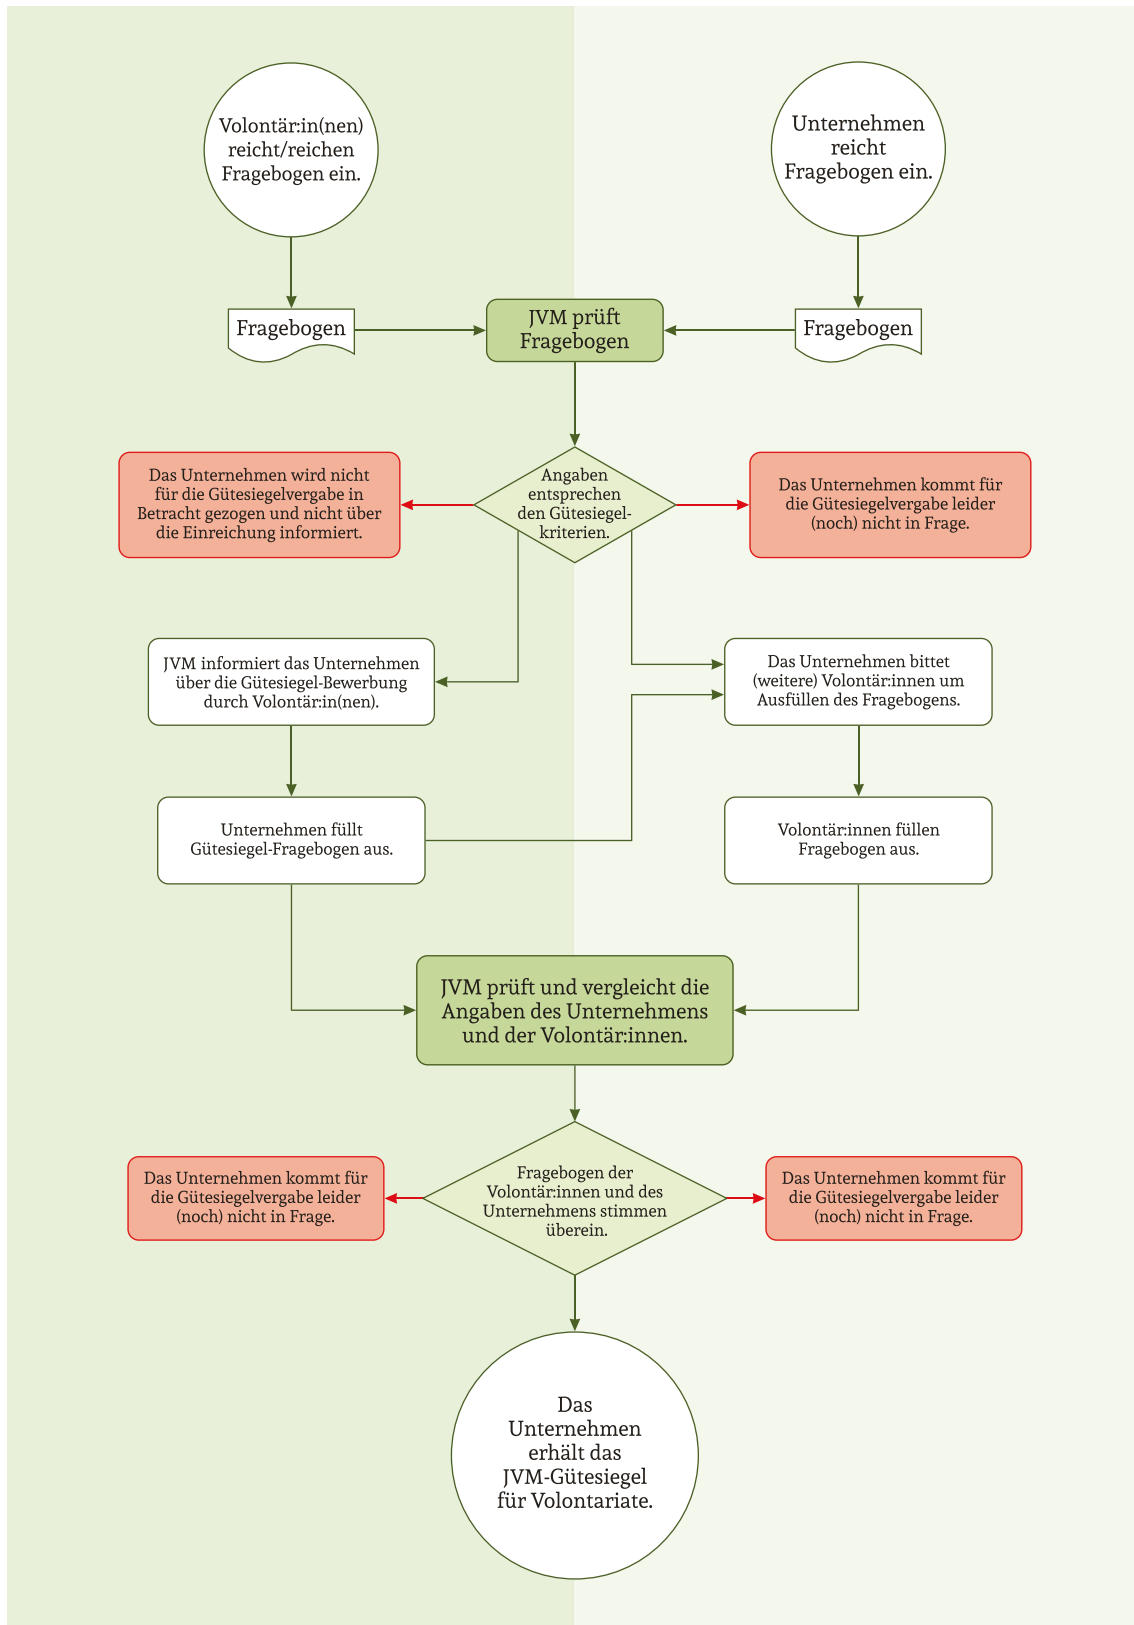 Volontär:in(nen)
reicht/reichen
Fragebogen ein.
Unternehmen
reicht
Fragebogen ein.
Fragebogen
JVM prüft
Fragebogen
Fragebogen
Das Unternehmen wird nicht
für die Gütesiegelvergabe in
Betracht gezogen und nicht über
die Einreichung informiert.
Angaben
entsprechen
den Gütesiegel-
kriterien.
Das Unternehmen kommt für
die Gütesiegelvergabe leider
(noch) nicht in Frage.
JVM informiert das Unternehmen
über die Gütesiegel-Bewerbung
durch Volontär:in(nen).
Das Unternehmen bittet
(weitere) Volontär:innen um
Ausfüllen des Fragebogens.
Unternehmen füllt
Gütesiegel-Fragebogen aus.
Volontär:innen füllen
Fragebogen aus.
JVM prüft und vergleicht die
Angaben des Unternehmens
und der Volontär:innen.
Das Unternehmen kommt für
die Gütesiegelvergabe leider
(noch) nicht in Frage.
Fragebogen der
Volontär:innen und des
Unternehmens stimmen
überein.
Das Unternehmen kommt für
die Gütesiegelvergabe leider
(noch) nicht in Frage.
Das
Unternehmen
erhält das
JVM-Gütesiegel
für Volontariate.